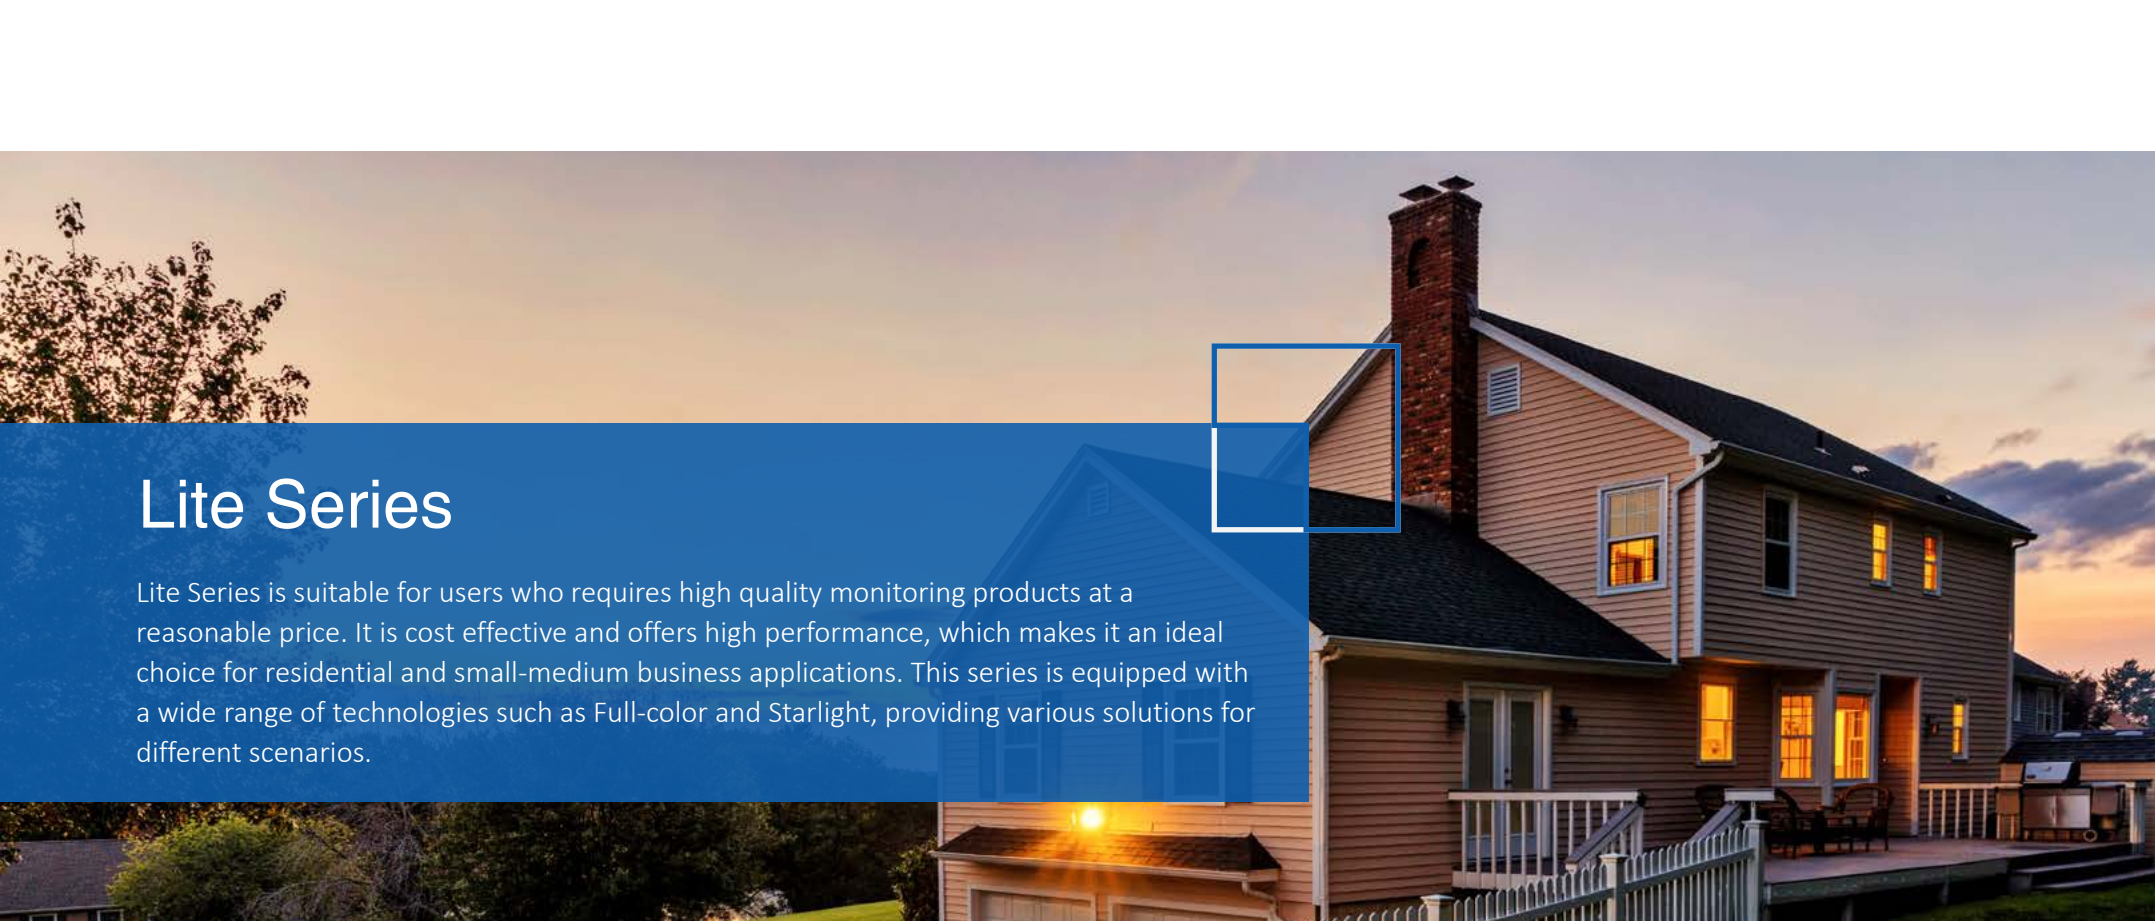 Lite Series
Lite Series is suitable for users who requires high quality monitoring products at a
reasonable price. It is cost effective and offers high performance, which makes it an ideal
choice for residential and small-medium business applications. This series is equipped with
a wide range of technologies such as Full-color and Starlight, providing various solutions for
different scenarios.